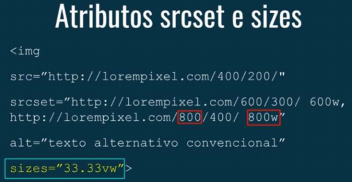 Atributos srcset e sizes
<img
src="http://lorempixel.com/400/200/"
srcset="http://lorempixel.com/600/300/ 600w,
http://lorempixel.com/800/400/ 800w"
alt="texto alternativo convencional"
sizes="33.33vw">